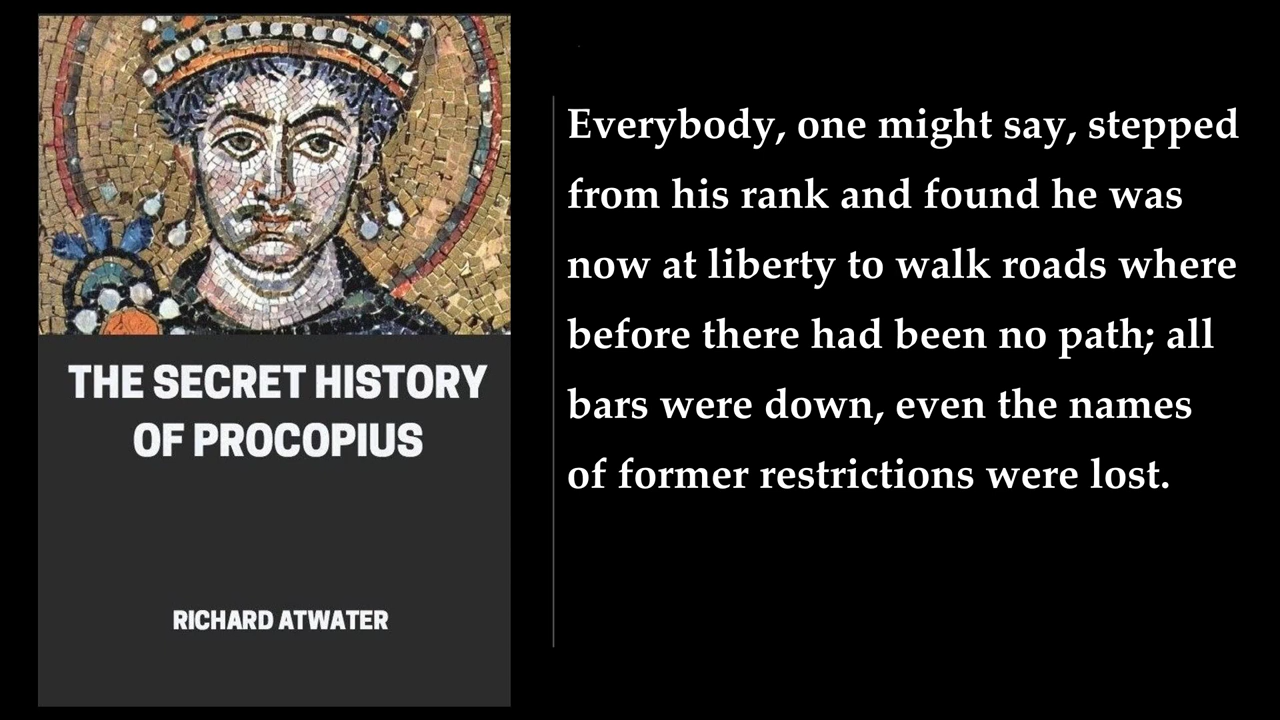 THE SECRET HISTORY
OF PROCOPIUS
RICHARD ATWATER
Everybody, one might say, stepped
from his rank and found he was
now at liberty to walk roads where
before there had been no path; all
bars were down, even the names
of former restrictions were lost.